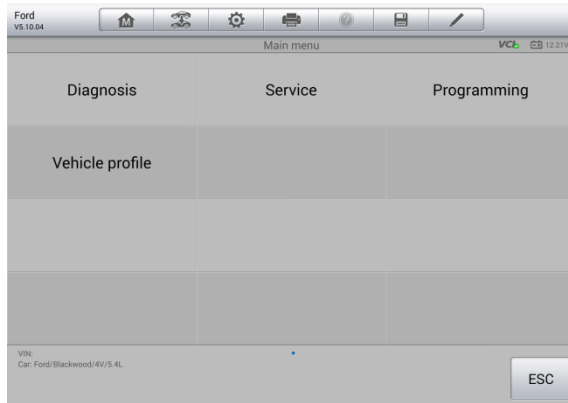 Ford
V5.10.04
M
Main menu
VCI
12.21V
Diagnosis
Service
Programming
Vehicle profile
VIN:
Car: Ford/Blackwood/4V/5.4L
ESC